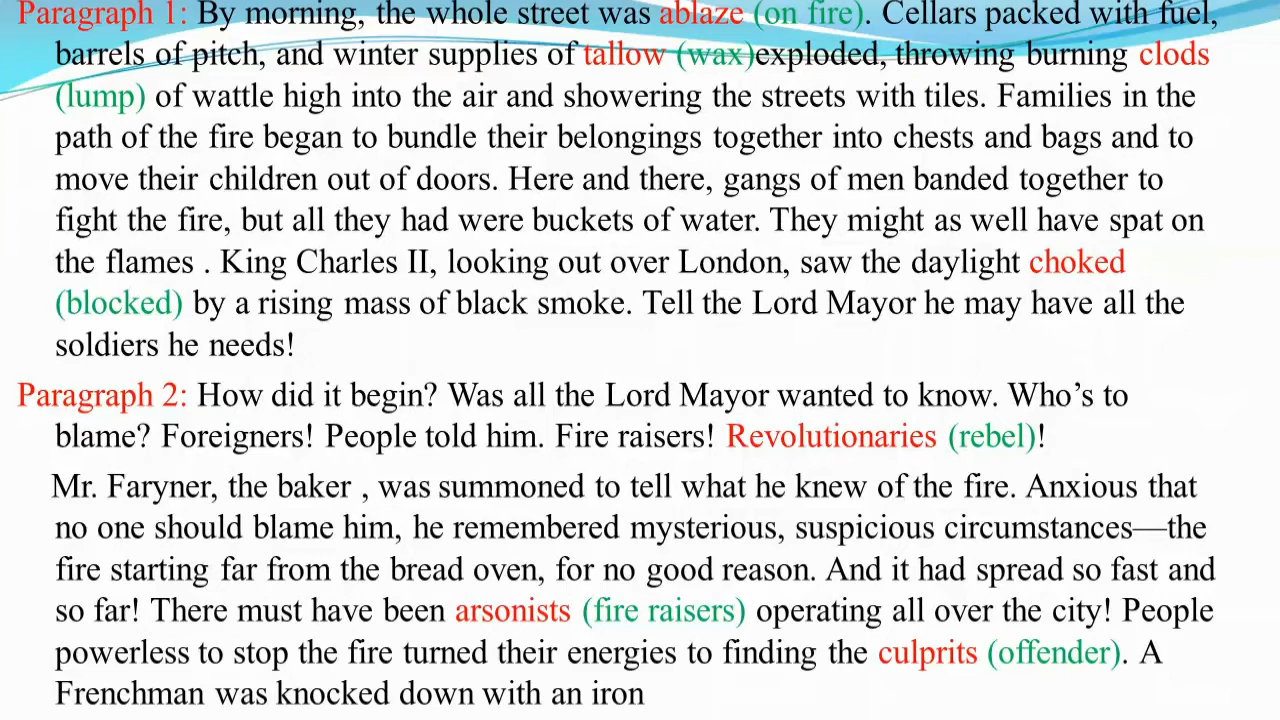 Paragraph 1: By morning, the whole street was ablaze (on fire). Cellars packed with fuel,
barrels of pitch, and winter supplies of tallow (wax)exploded, throwing burning clods
(lump) of wattle high into the air and showering the streets with tiles. Families in the
path of the fire began to bundle their belongings together into chests and bags and to
move their children out of doors. Here and there, gangs of men banded together to
fight the fire, but all they had were buckets of water. They might as well have spat on
the flames . King Charles II, looking out over London, saw the daylight choked
(blocked) by a rising mass of black smoke. Tell the Lord Mayor he may have all the
soldiers he needs!
Paragraph 2: How did it begin? Was all the Lord Mayor wanted to know. Who’s to
blame? Foreigners! People told him. Fire raisers! Revolutionaries (rebel)!
Mr. Faryner, the baker , was summoned to tell what he knew of the fire. Anxious that
no one should blame him, he remembered mysterious, suspicious circumstances—the
fire starting far from the bread oven, for no good reason. And it had spread so fast and
so far! There must have been arsonists (fire raisers) operating all over the city! People
powerless to stop the fire turned their energies to finding the culprits (offender). A
Frenchman was knocked down with an iron